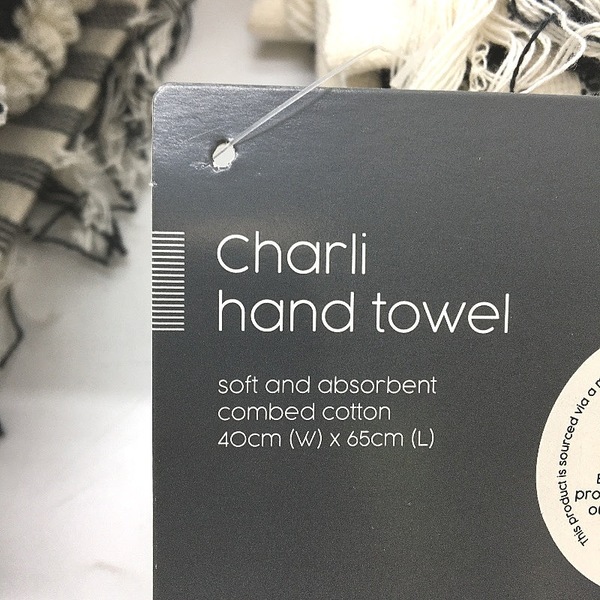 Charli
hand towel
soft and absorbent
combed cotton
40cm (W) x 65cm (L)
This product is sourced via a